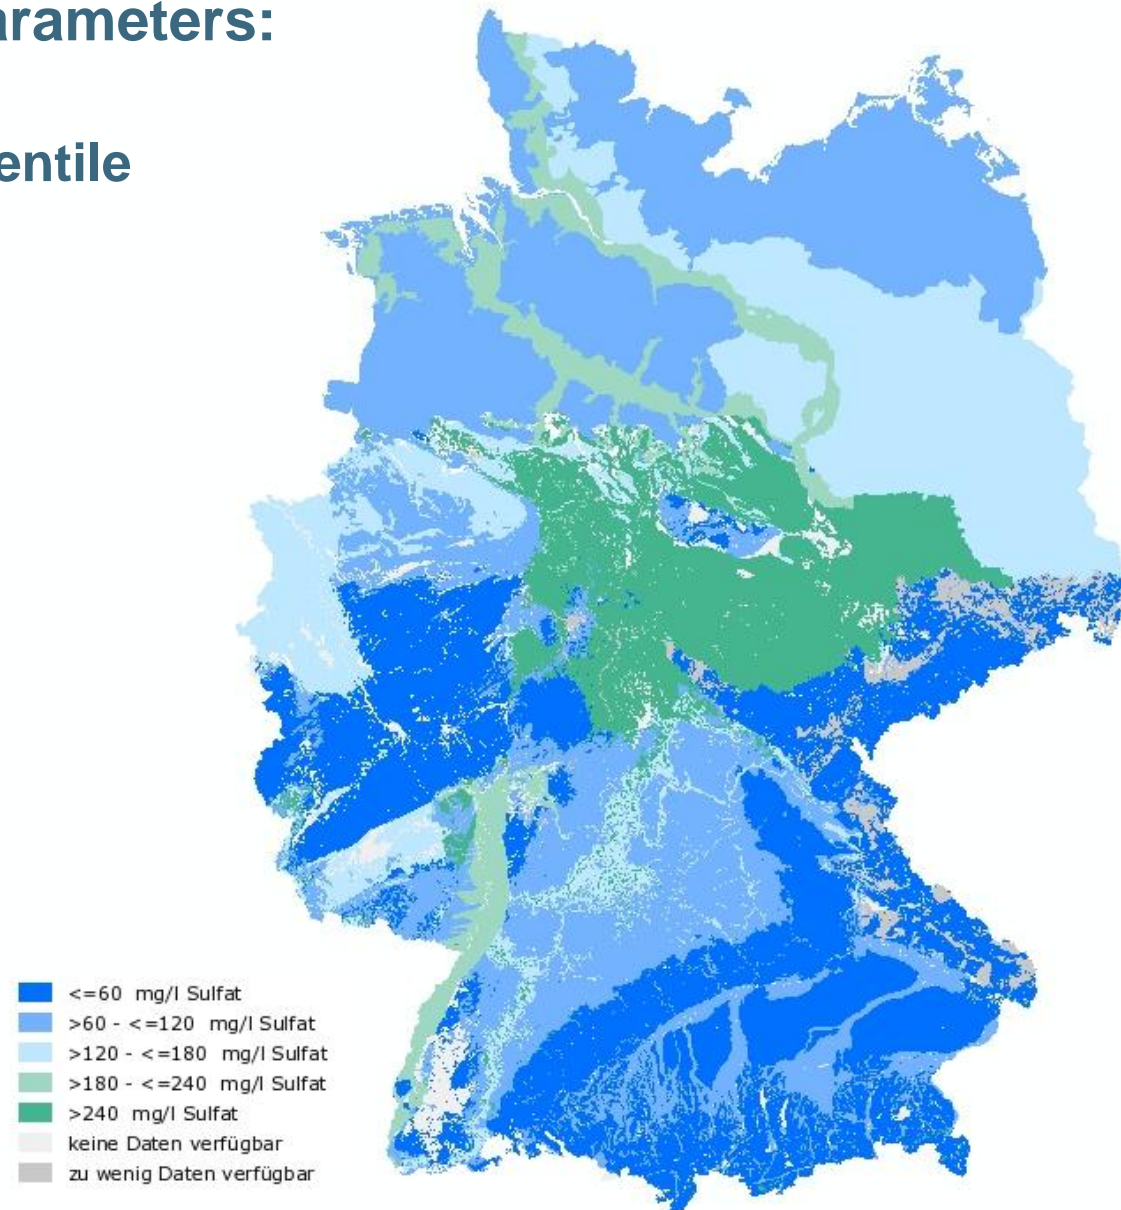 arameters:
entile
<=60 mg/l Sulfat
>60 - <=120 mg/l Sulfat
>120 - <=180 mg/l Sulfat
>180 - <=240 mg/l Sulfat
>240 mg/l Sulfat
keine Daten verfügbar
zu wenig Daten verfügbar